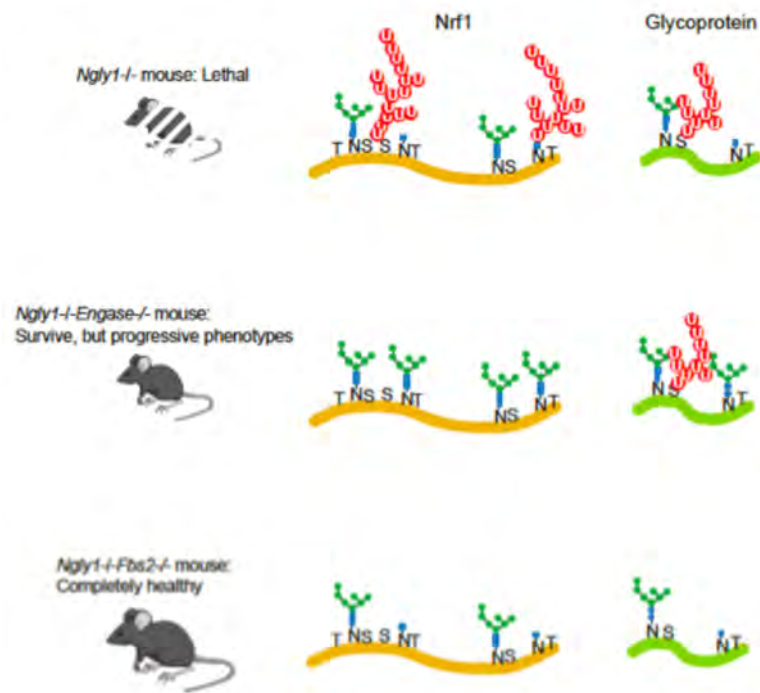 Nrf1 Glycoprotein
Ngly1-/- mouse: Lethal
U U U U U U U U U U U U
T NS S NT NS NT NS NT
Ngly1-/-Engase-/- mouse:
Survive, but progressive phenotypes
T NS S NT NS NT NS NT
Ngly1-/-Fbs2-/- mouse:
Completely healthy
T NS S NT NS NT NS NT